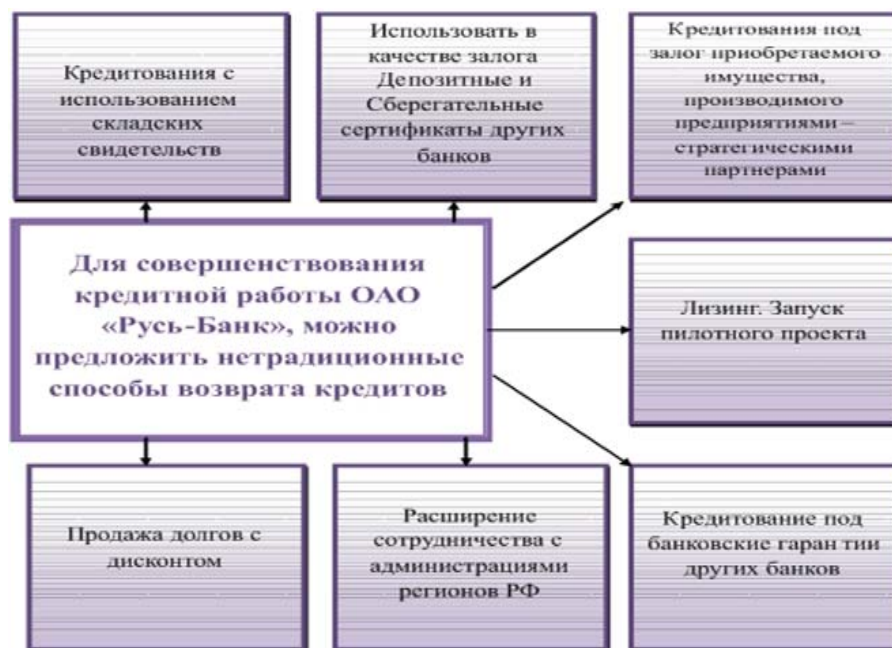 Кредитования с
использованием
складских
свидетельств
Использовать в
качестве залога
Депозитные и
Сберегательные
сертификаты других
банков
Кредитования под
залог приобретаемого
имущества,
производимого
предприятиями –
стратегическими
партнерами
Для совершенствования
кредитной работы ОАО
«Русь-Банк», можно
предложить нетрадиционные
способы возврата кредитов
Лизинг. Запуск
пилотного проекта
Продажа долгов с
дисконтом
Расширение
сотрудничества с
администрациями
регионов РФ
Кредитование под
банковские гаран тии
других банков